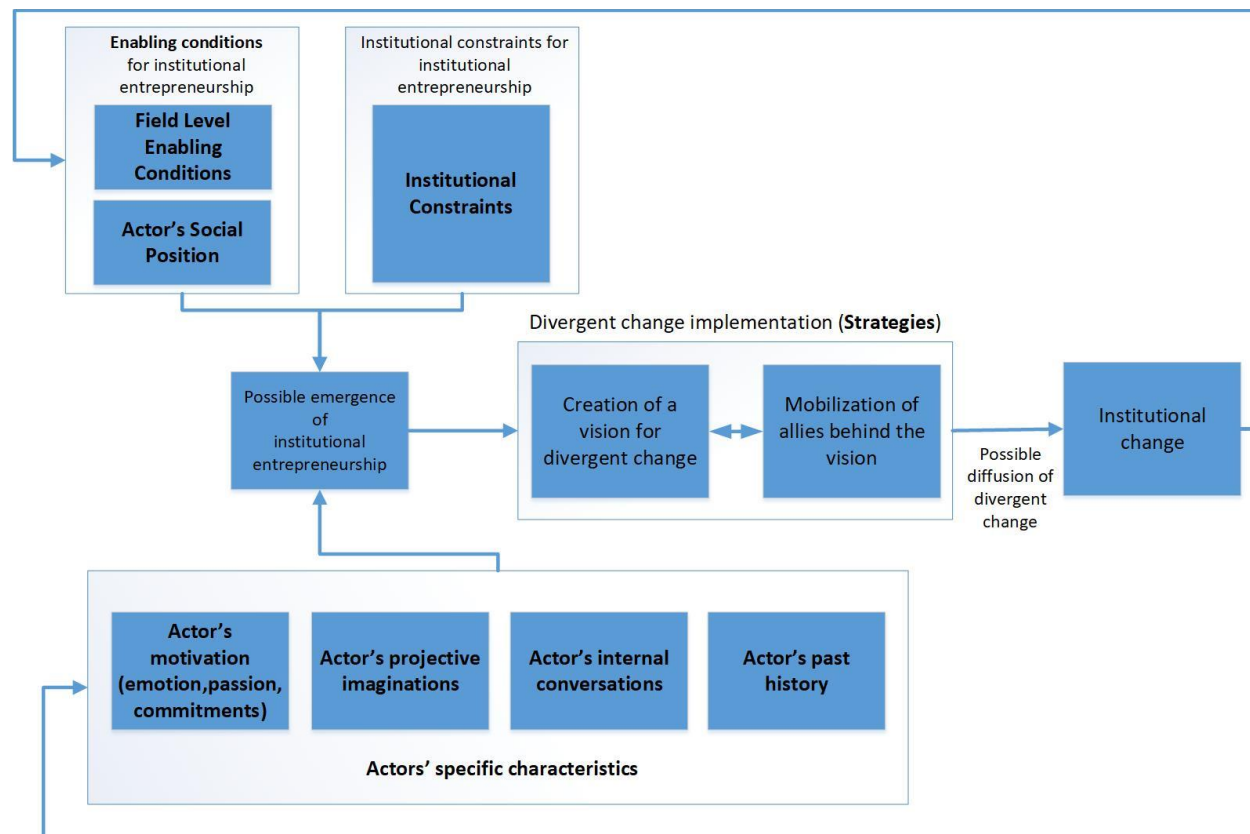 Enabling conditions
for institutional
entrepreneurship
Field Level
Enabling
Conditions
Actor’s Social
Position
Institutional constraints for
institutional
entrepreneurship
Institutional
Constraints
Possible emergence
of
institutional
entrepreneurship
Divergent change implementation (Strategies)
Creation of a
vision for
divergent change
Mobilization of
allies behind the
vision
Possible
diffusion of
divergent
change
Institutional
change
Actor’s
motivation
(emotion,passion,
commitments)
Actor’s projective
imaginations
Actor’s internal
conversations
Actor’s past
history
Actors’ specific characteristics